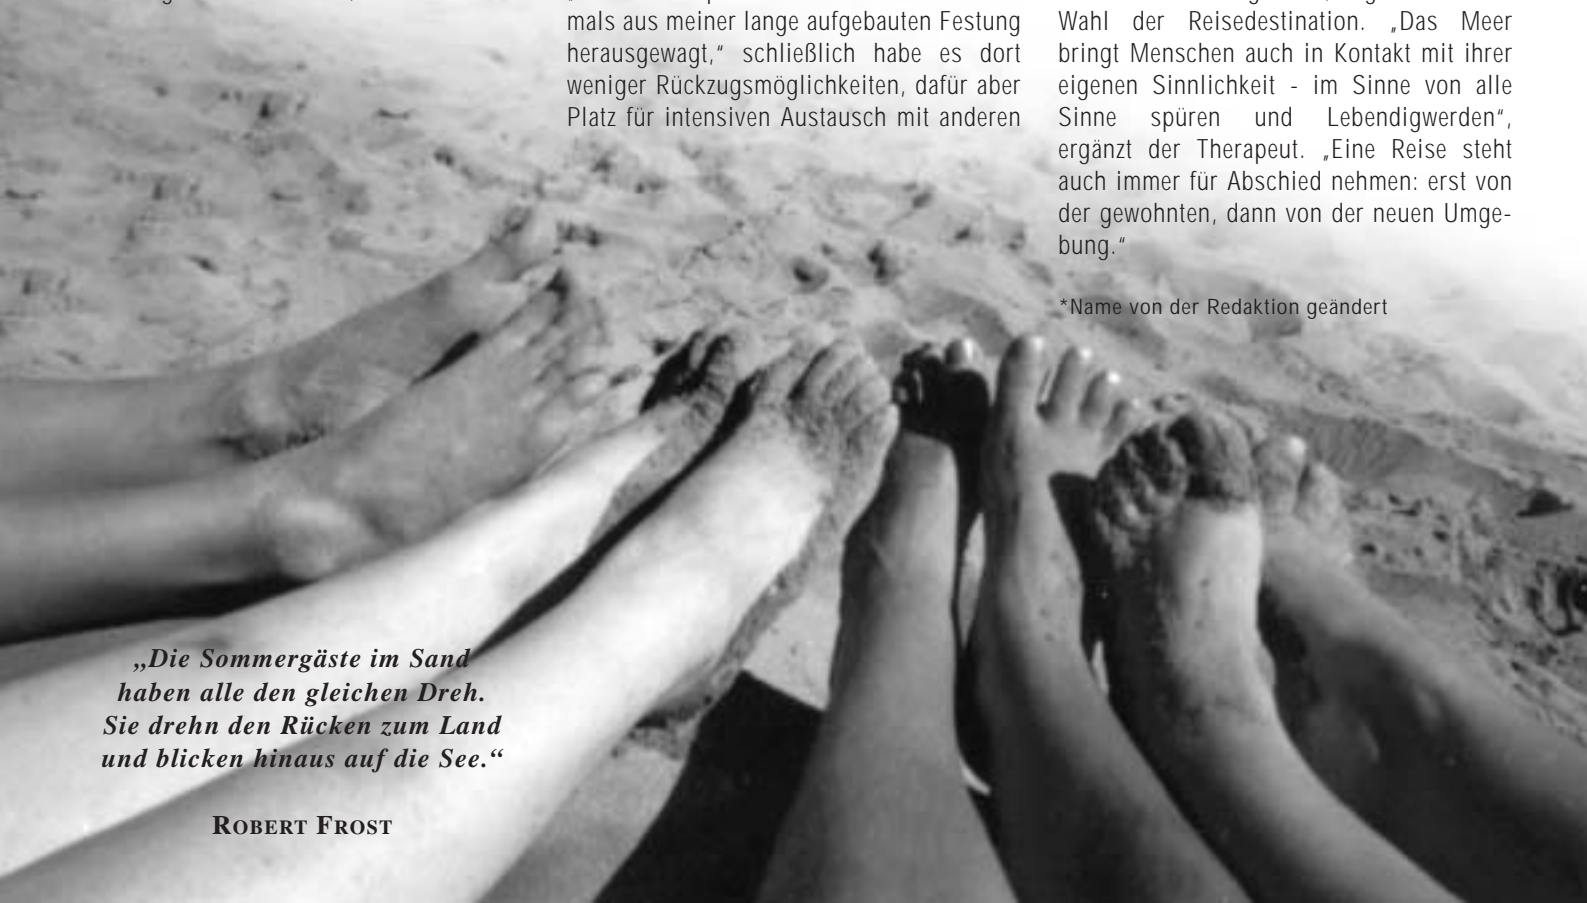 mals aus meiner lange aufgebauten Festung
herausgewagt,“ schließlich habe es dort
weniger Rückzugsmöglichkeiten, dafür aber
Platz für intensiven Austausch mit anderen
Wahl der Reisedestination. „Das Meer
bringt Menschen auch in Kontakt mit ihrer
eigenen Sinnlichkeit - im Sinne von alle
Sinne spüren und Lebendigwerden“,
ergänzt der Therapeut. „Eine Reise steht
auch immer für Abschied nehmen: erst von
der gewohnten, dann von der neuen Umge-
bung.“
*Name von der Redaktion geändert
„Die Sommergäste im Sand
haben alle den gleichen Dreh.
Sie drehn den Rücken zum Land
und blicken hinaus auf die See.“
ROBERT FROST